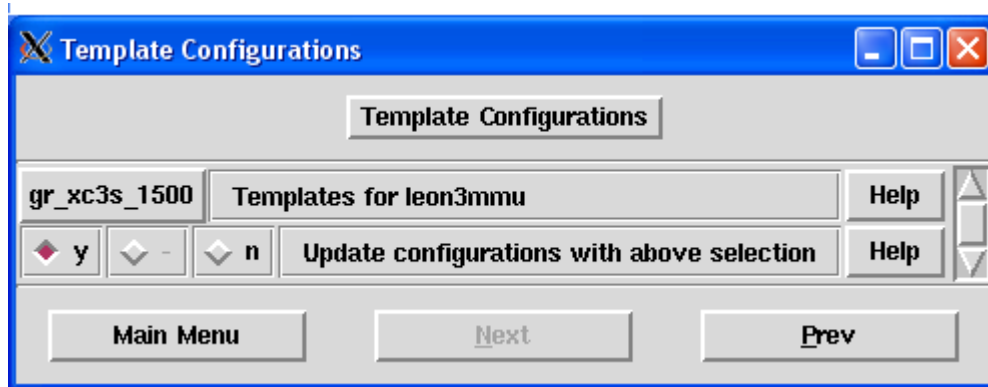 Template Configurations
Template Configurations
gr_xc3s_1500 Templates for leon3mmu Help
y - n Update configurations with above selection Help
Main Menu Next Prev